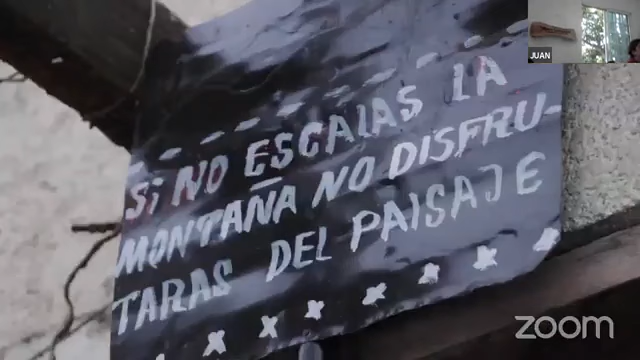 JUAN
Si NO ESCALAS LA
MONTAÑA NO DISFRU-
TARAS DEL PAISAJE
zoom